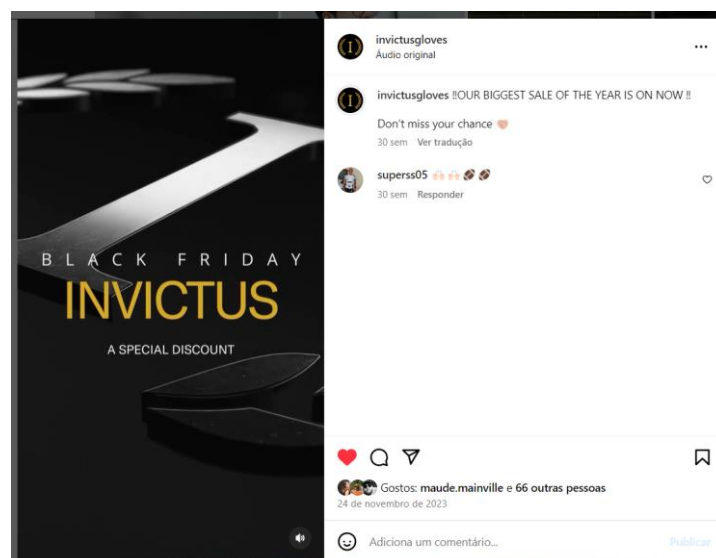 BLACK FRIDAY
INVICTUS
A SPECIAL DISCOUNT
invictusgloves
Áudio original
invictusgloves ‼OUR BIGGEST SALE OF THE YEAR IS ON NOW ‼
Don't miss your chance 🤜🏼
30 sem Ver tradução
superss05 🙌🏻 🙌🏻 🏈 🏈
30 sem Responder
Gostos: maude.mainville e 66 outras pessoas
24 de novembro de 2023
Adiciona um comentário...
Publicar